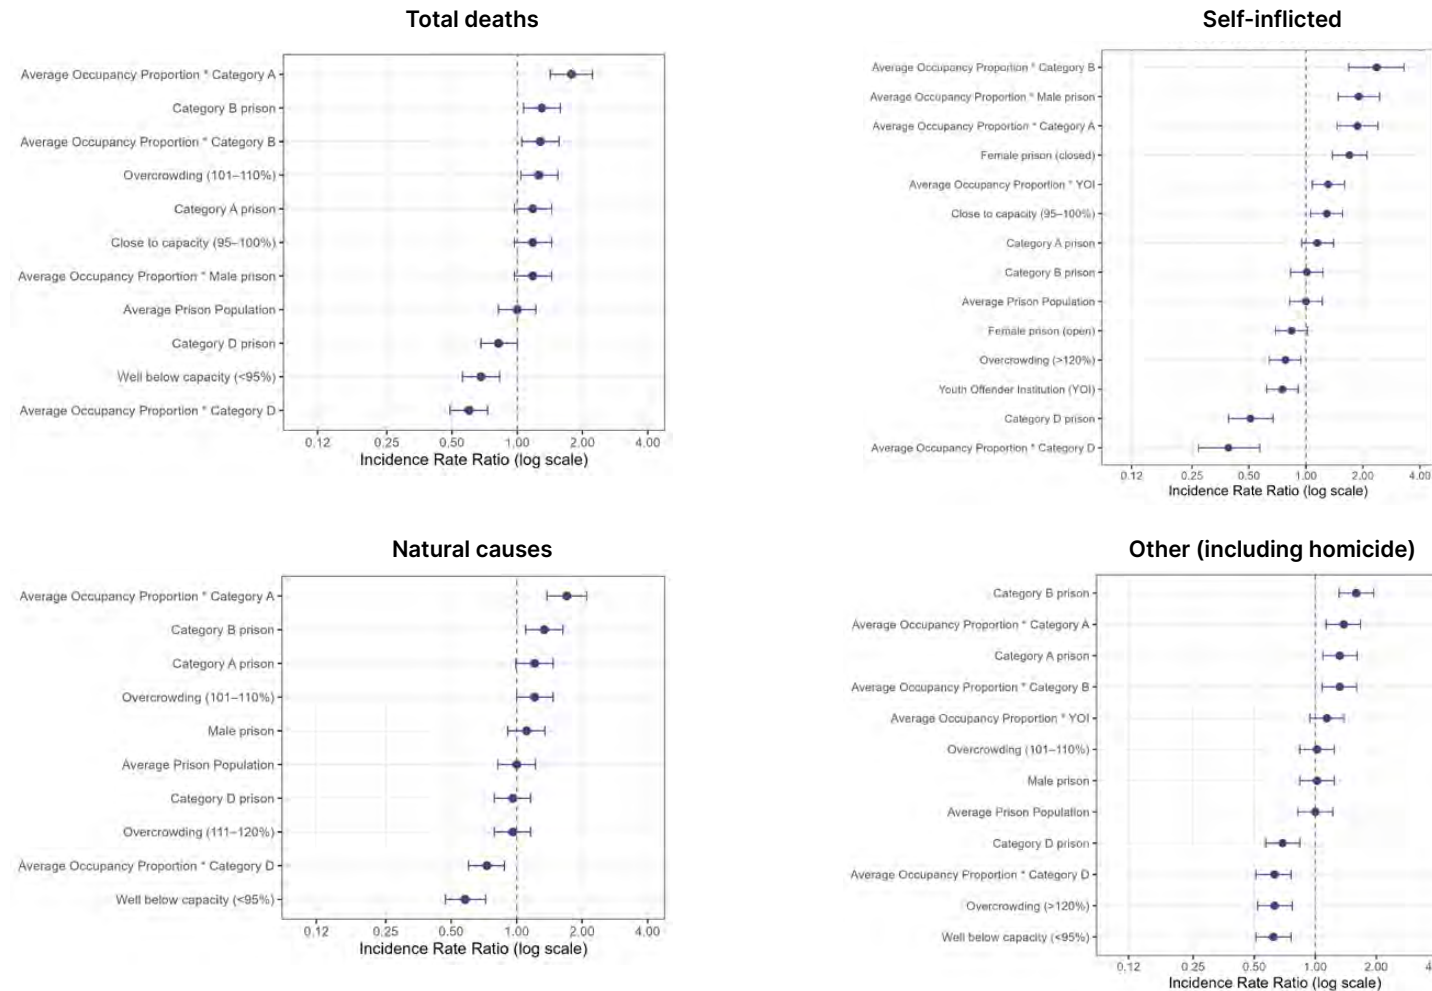 Total deaths
Average Occupancy Proportion * Category A
Category B prison
Average Occupancy Proportion * Category B
Overcrowding (101–110%)
Category A prison
Close to capacity (95–100%)
Average Occupancy Proportion * Male prison
Average Prison Population
Category D prison
Well below capacity (<95%)
Average Occupancy Proportion * Category D
0.12 0.25 0.50 1.00 2.00 4.00
Incidence Rate Ratio (log scale)
Self-inflicted
Average Occupancy Proportion * Category B
Average Occupancy Proportion * Male prison
Average Occupancy Proportion * Category A
Female prison (closed)
Average Occupancy Proportion * YOI
Close to capacity (95–100%)
Category A prison
Category B prison
Average Prison Population
Female prison (open)
Overcrowding (>120%)
Youth Offender Institution (YOI)
Category D prison
Average Occupancy Proportion * Category D
0.12 0.25 0.50 1.00 2.00 4.00
Incidence Rate Ratio (log scale)
Natural causes
Average Occupancy Proportion * Category A
Category B prison
Category A prison
Overcrowding (101–110%)
Male prison
Average Prison Population
Category D prison
Overcrowding (111–120%)
Average Occupancy Proportion * Category D
Well below capacity (<95%)
0.12 0.25 0.50 1.00 2.00 4.00
Incidence Rate Ratio (log scale)
Other (including homicide)
Category B prison
Average Occupancy Proportion * Category A
Category A prison
Average Occupancy Proportion * Category B
Average Occupancy Proportion * YOI
Overcrowding (101–110%)
Male prison
Average Prison Population
Category D prison
Average Occupancy Proportion * Category D
Overcrowding (>120%)
Well below capacity (<95%)
0.12 0.25 0.50 1.00 2.00
Incidence Rate Ratio (log scale)